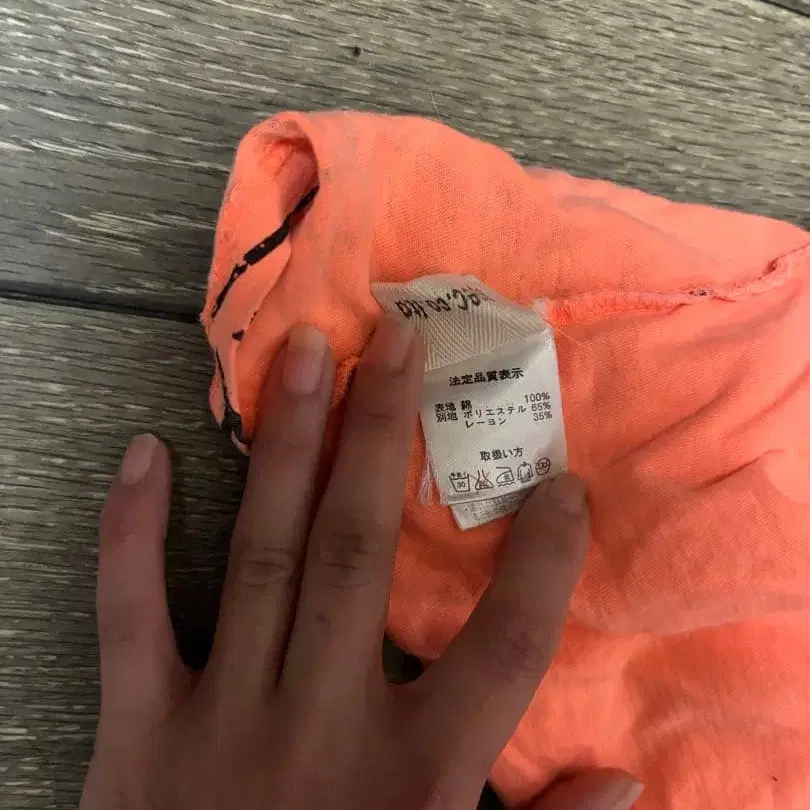 法定品質表示
表地 綿 100%
別地 ポリエステル 65%
レーヨン 35%
取扱い方
30